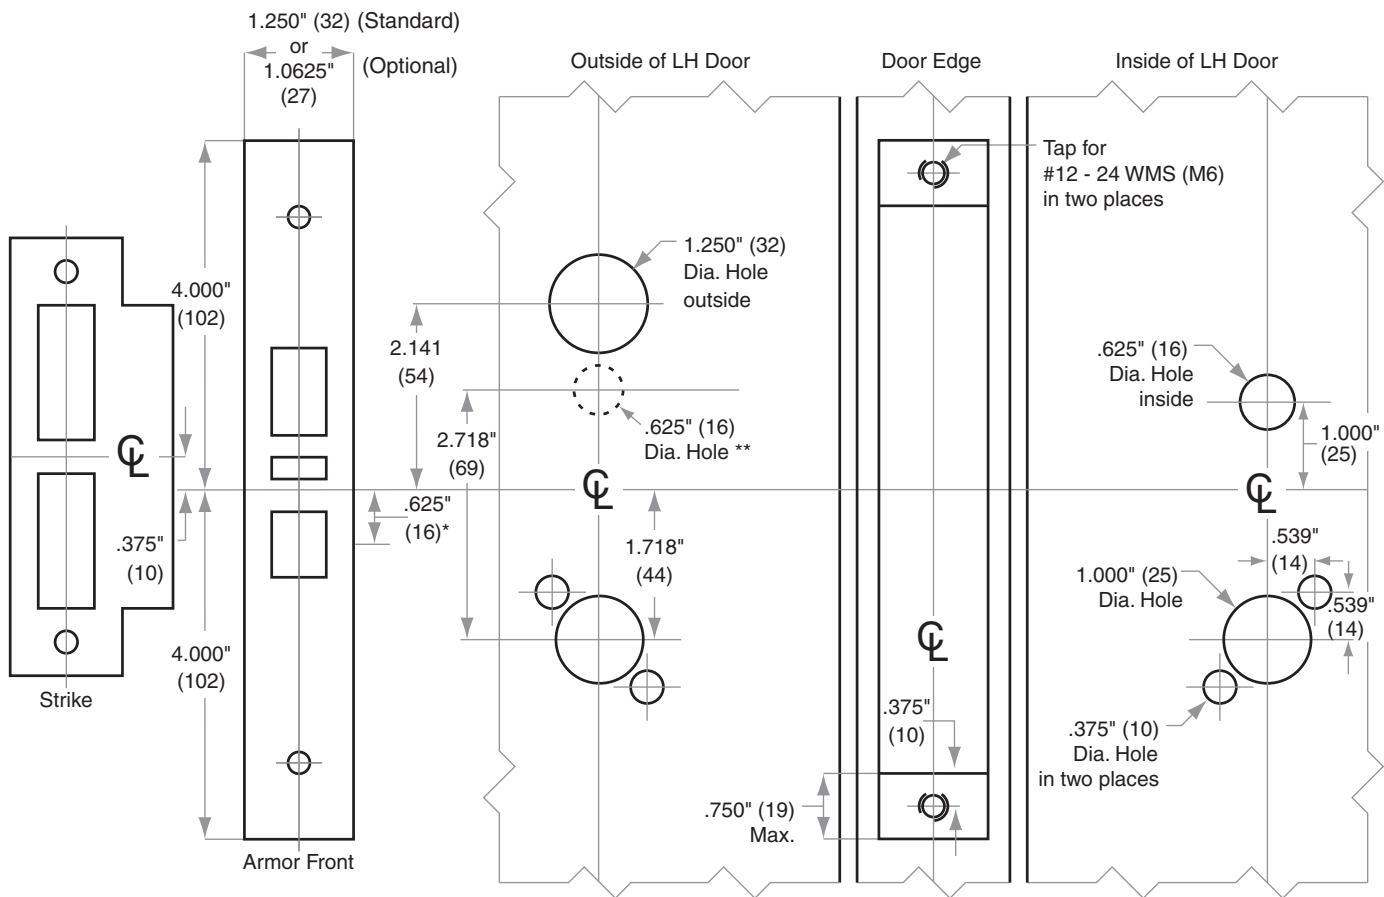 1.250" (32) (Standard)
or
1.0625"
(27)
(Optional)
Outside of LH Door
Door Edge
Inside of LH Door
Tap for
#12 - 24 WMS (M6)
in two places
1.250" (32)
Dia. Hole
outside
4.000"
(102)
2.141
(54)
.625" (16)
Dia. Hole
inside
.625" (16)
Dia. Hole **
2.718"
(69)
1.000"
(25)
℄
℄
℄
.625"
(16)*
.375"
(10)
1.718"
(44)
.539"
(14)
1.000" (25)
Dia. Hole
.539"
(14)
℄
4.000"
(102)
Strike
.375"
(10)
.375" (10)
Dia. Hole
in two places
.750" (19)
Max.
Armor Front